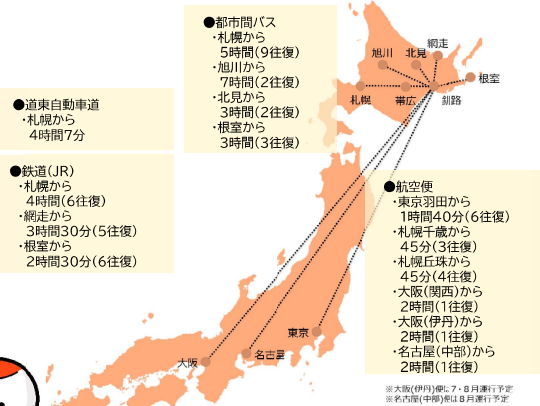 ●都市間バス
・札幌から
5時間(9往復)
・旭川から
7時間(2往復)
・北見から
3時間(2往復)
・根室から
3時間(3往復)
●道東自動車道
・札幌から
4時間7分
●鉄道(JR)
・札幌から
4時間(6往復)
・網走から
3時間30分(5往復)
・根室から
2時間30分(6往復)
網走
旭川
北見
根室
札幌
帯広
釧路
●航空便
・東京羽田から
1時間40分(6往復)
・札幌千歳から
45分(3往復)
・札幌丘珠から
45分(4往復)
・大阪(関西)から
2時間(1往復)
・大阪(伊丹)から
2時間(1往復)
・名古屋(中部)から
2時間(1往復)
東京
名古屋
大阪
※大阪(伊丹)便は7・8月運行予定
※名古屋(中部)便は8月運行予定